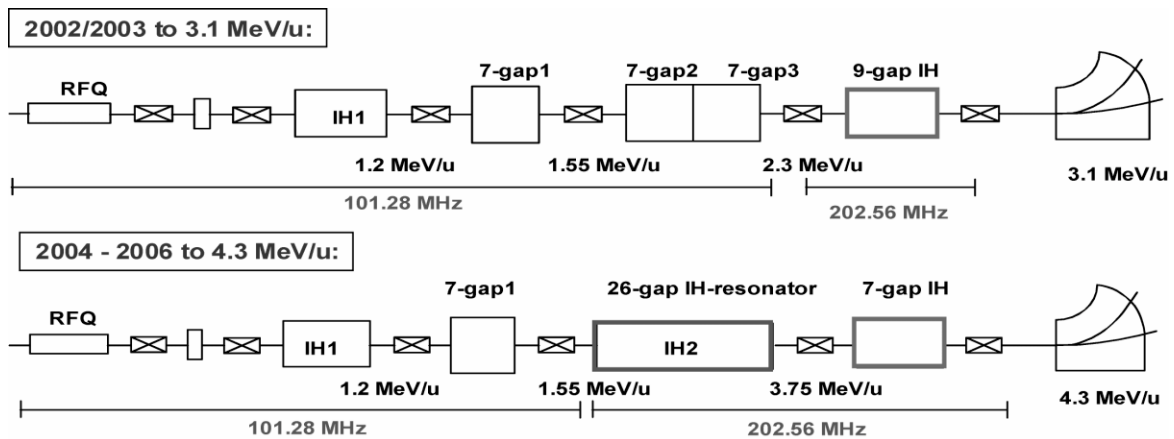 2002/2003 to 3.1 MeV/u:
7-gap1 7-gap2 7-gap3 9-gap IH
RFQ
IH1
1.2 MeV/u 1.55 MeV/u 2.3 MeV/u 3.1 MeV/u
101.28 MHz 202.56 MHz
2004 - 2006 to 4.3 MeV/u:
7-gap1 26-gap IH-resonator 7-gap IH
RFQ
IH1 IH2
1.2 MeV/u 1.55 MeV/u 3.75 MeV/u 4.3 MeV/u
101.28 MHz 202.56 MHz